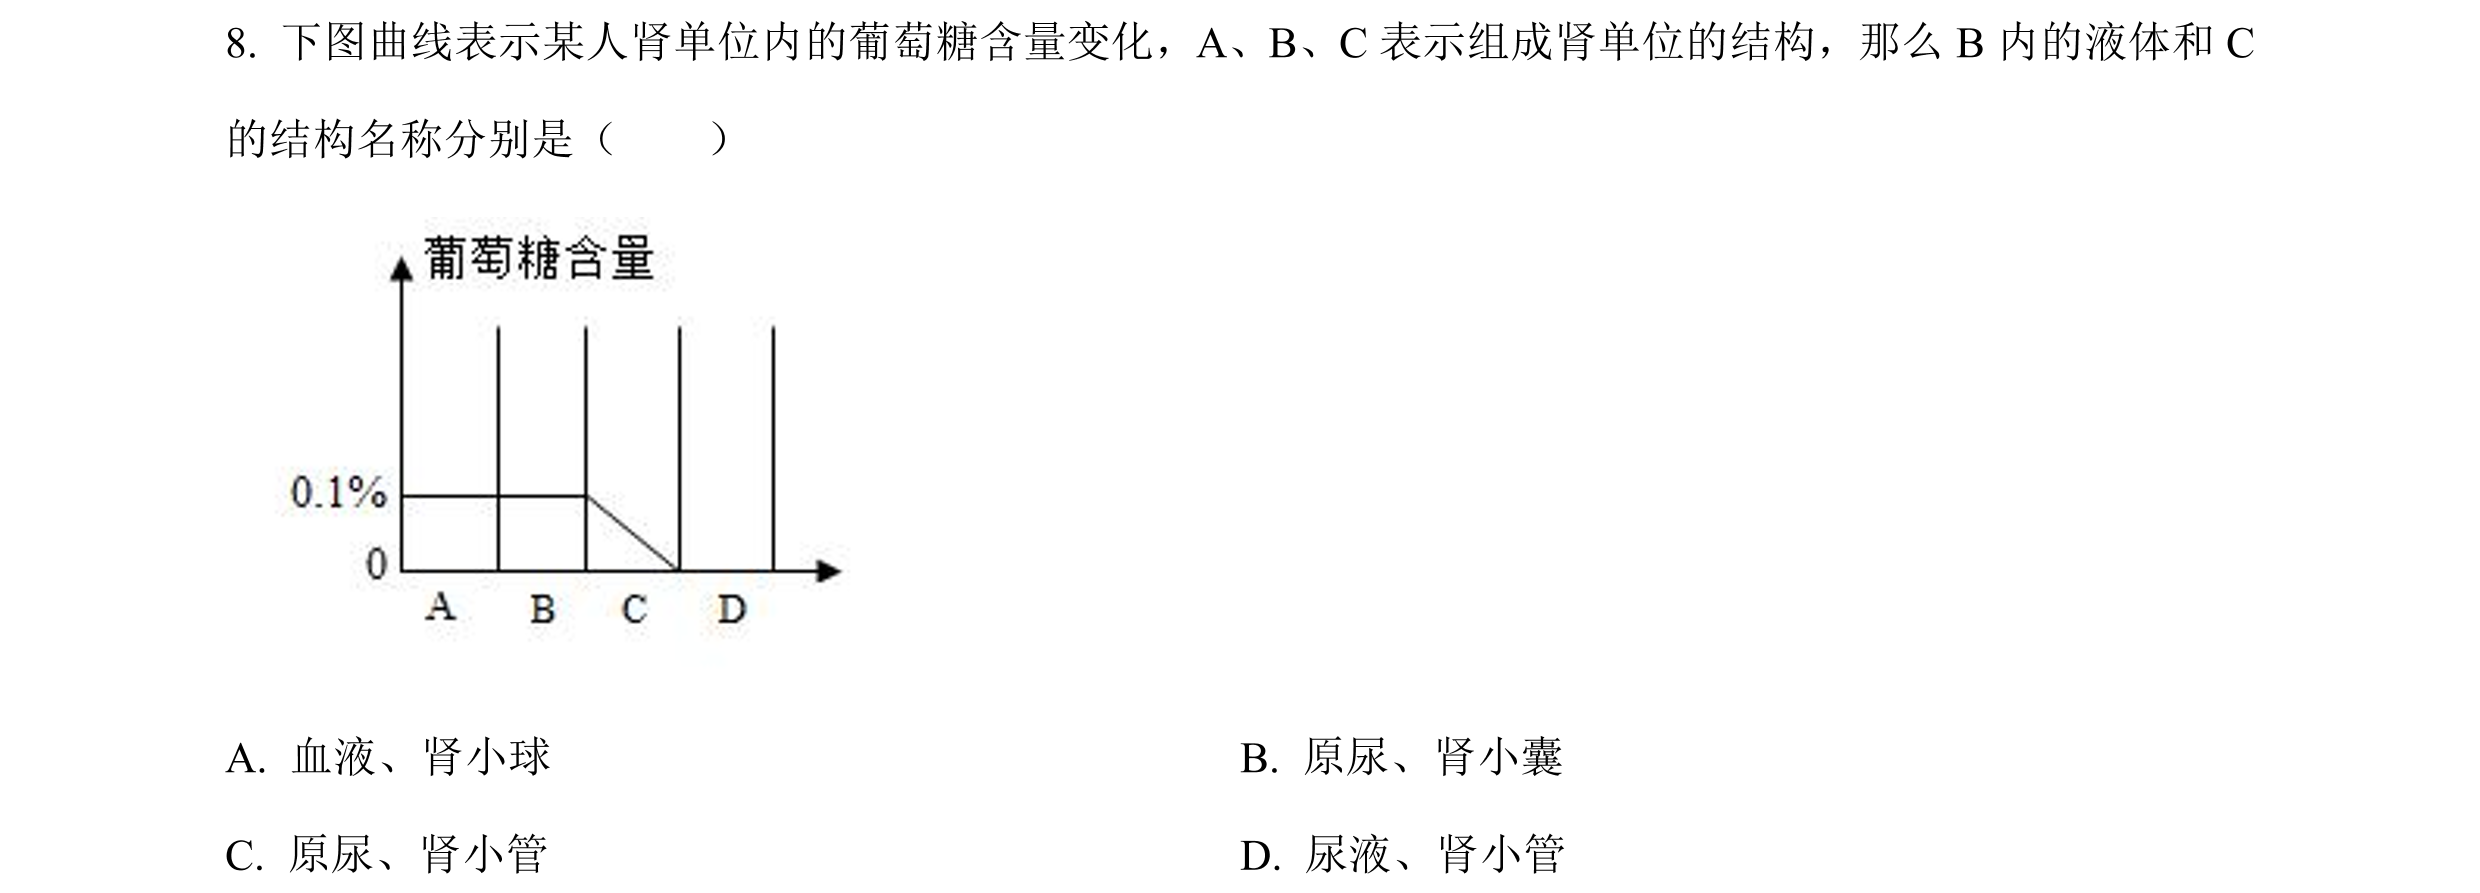 8. 下图曲线表示某人肾单位内的葡萄糖含量变化，A、B、C 表示组成肾单位的结构，那么 B 内的液体和 C
的结构名称分别是（　　）
葡萄糖含量
0.1%
0
A B C D
A. 血液、肾小球 B. 原尿、肾小囊
C. 原尿、肾小管 D. 尿液、肾小管